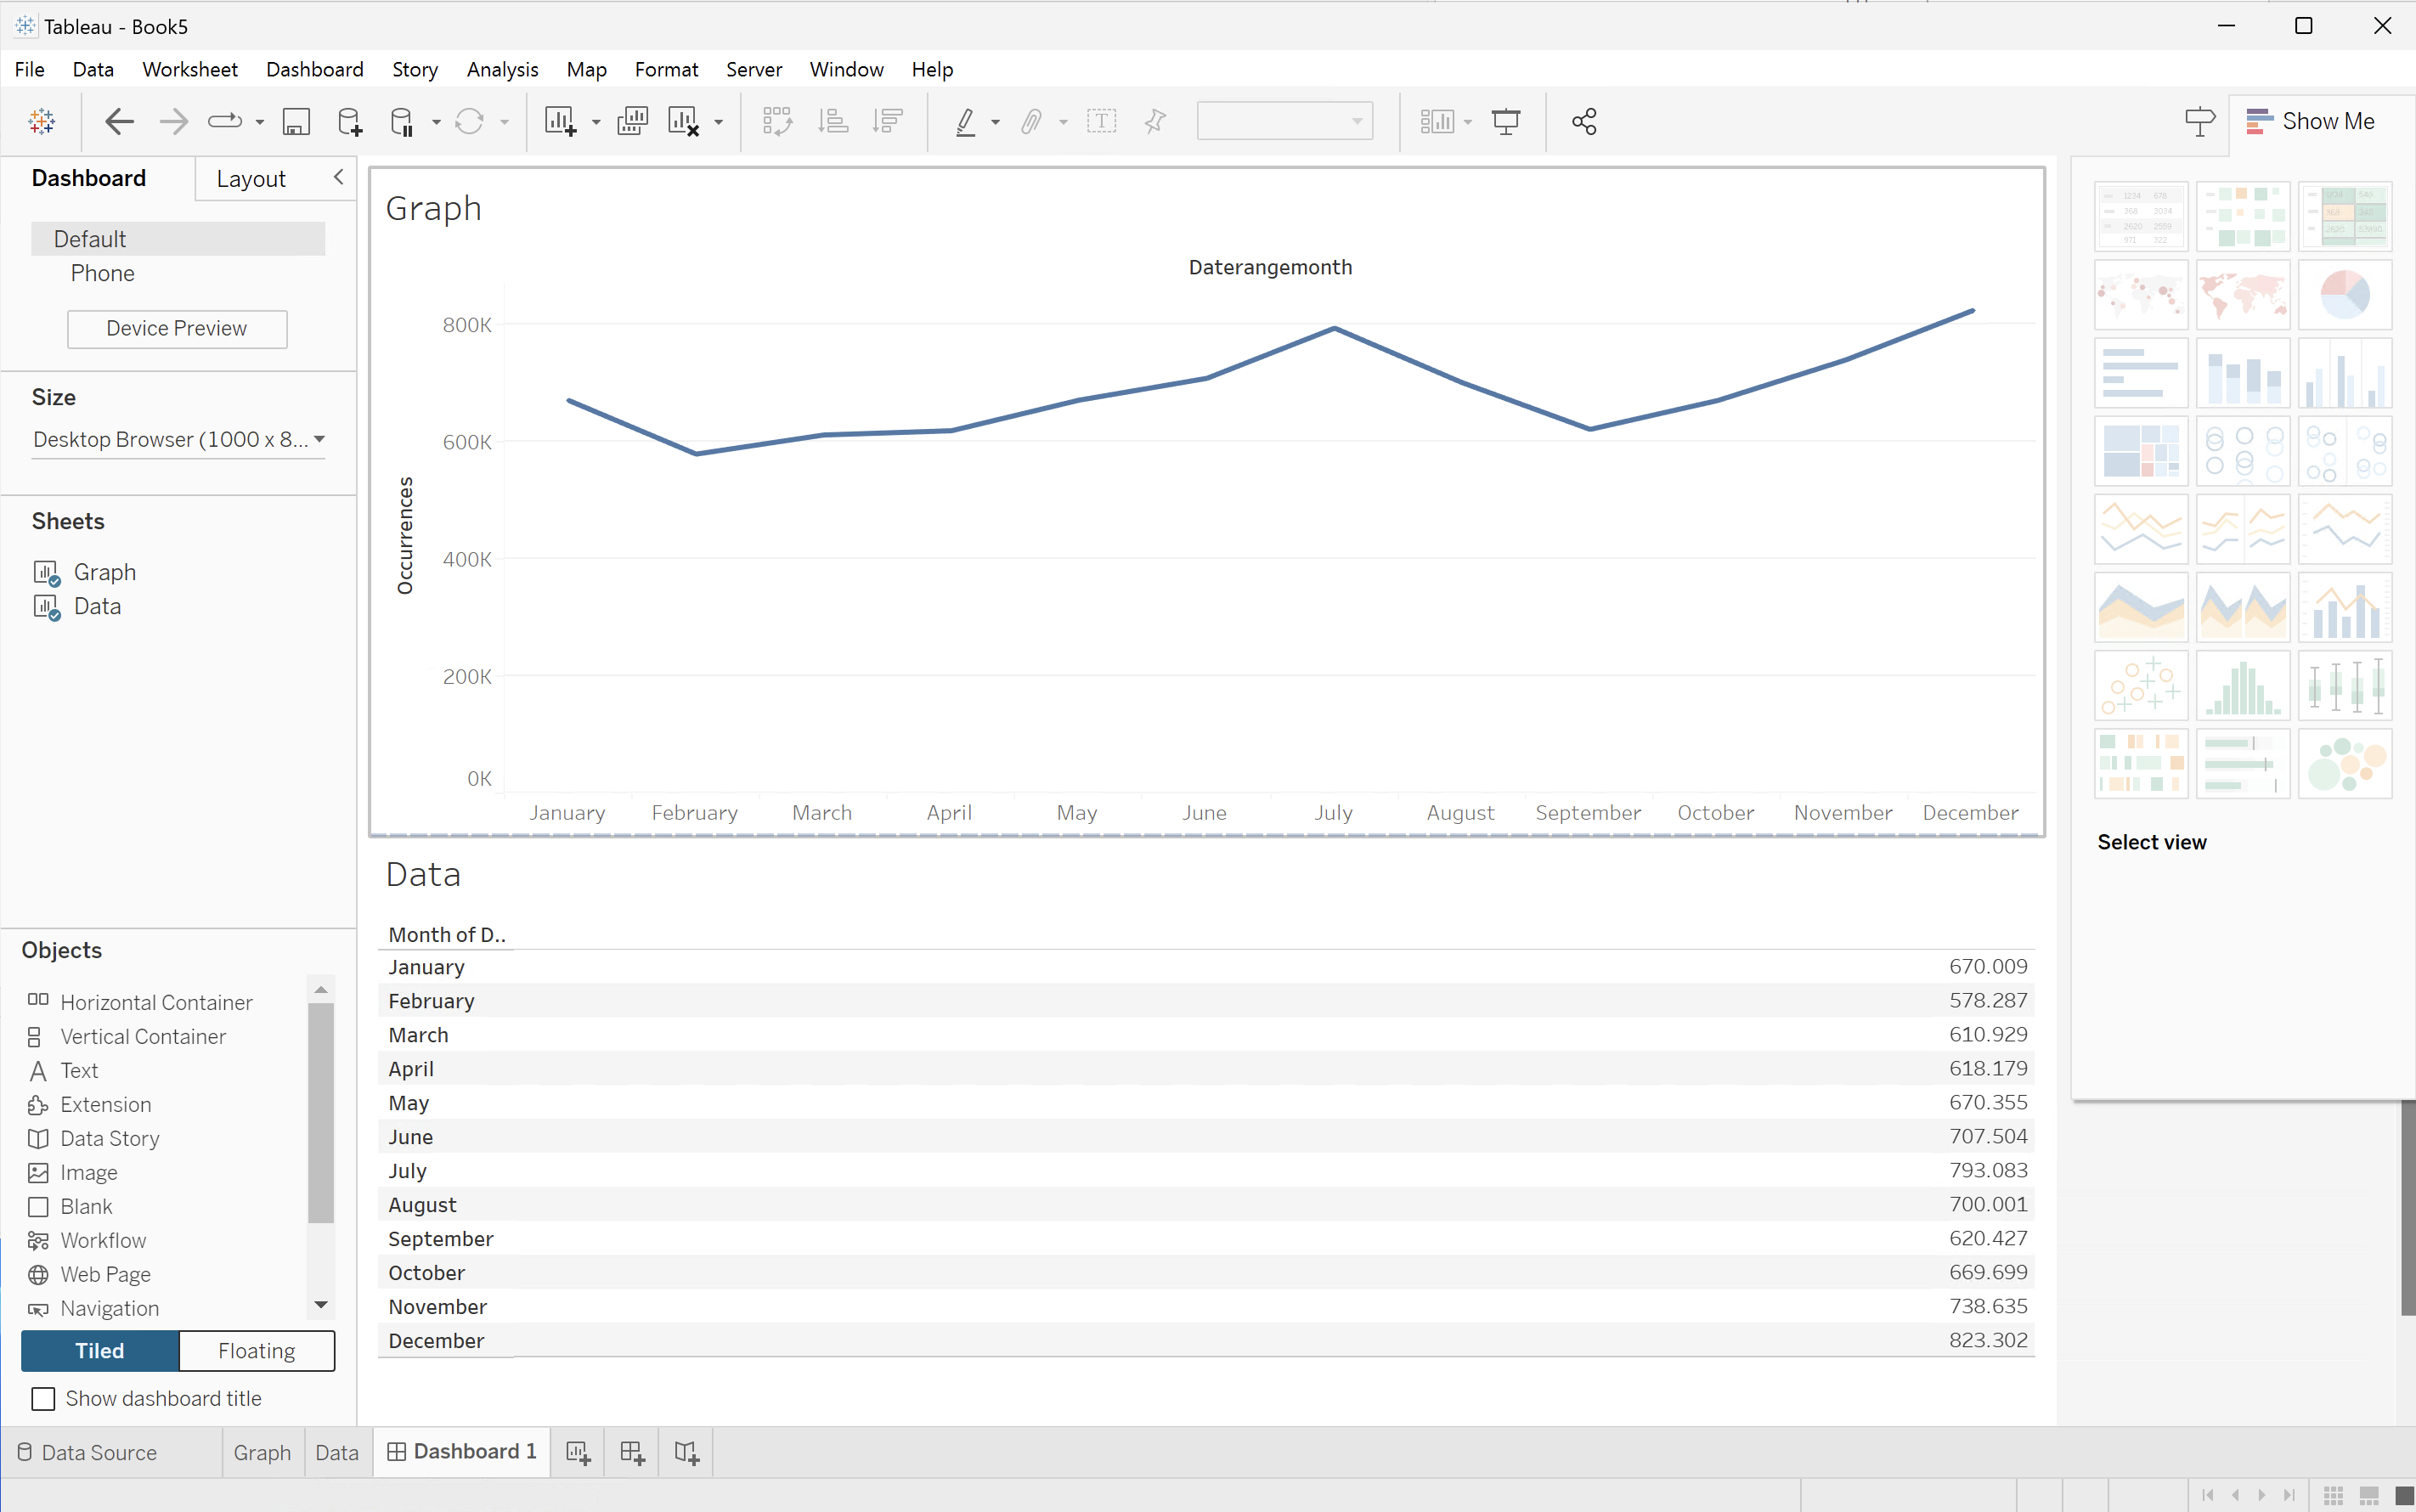 Tableau - Book5
File Data Worksheet Dashboard Story Analysis Map Format Server Window Help
Show Me
Dashboard Layout
Default
Phone
Device Preview
Size
Desktop Browser (1000 x 8...
Sheets
Graph
Data
Objects
Horizontal Container
Vertical Container
Text
Extension
Data Story
Image
Blank
Workflow
Web Page
Navigation
Tiled Floating
Show dashboard title
Graph
Daterangemonth
Occurrences
800K
600K
400K
200K
0K
January February March April May June July August September October November December
Data
Month of D..
January 670.009
February 578.287
March 610.929
April 618.179
May 670.355
June 707.504
July 793.083
August 700.001
September 620.427
October 669.699
November 738.635
December 823.302
Select view
Data Source Graph Data Dashboard 1